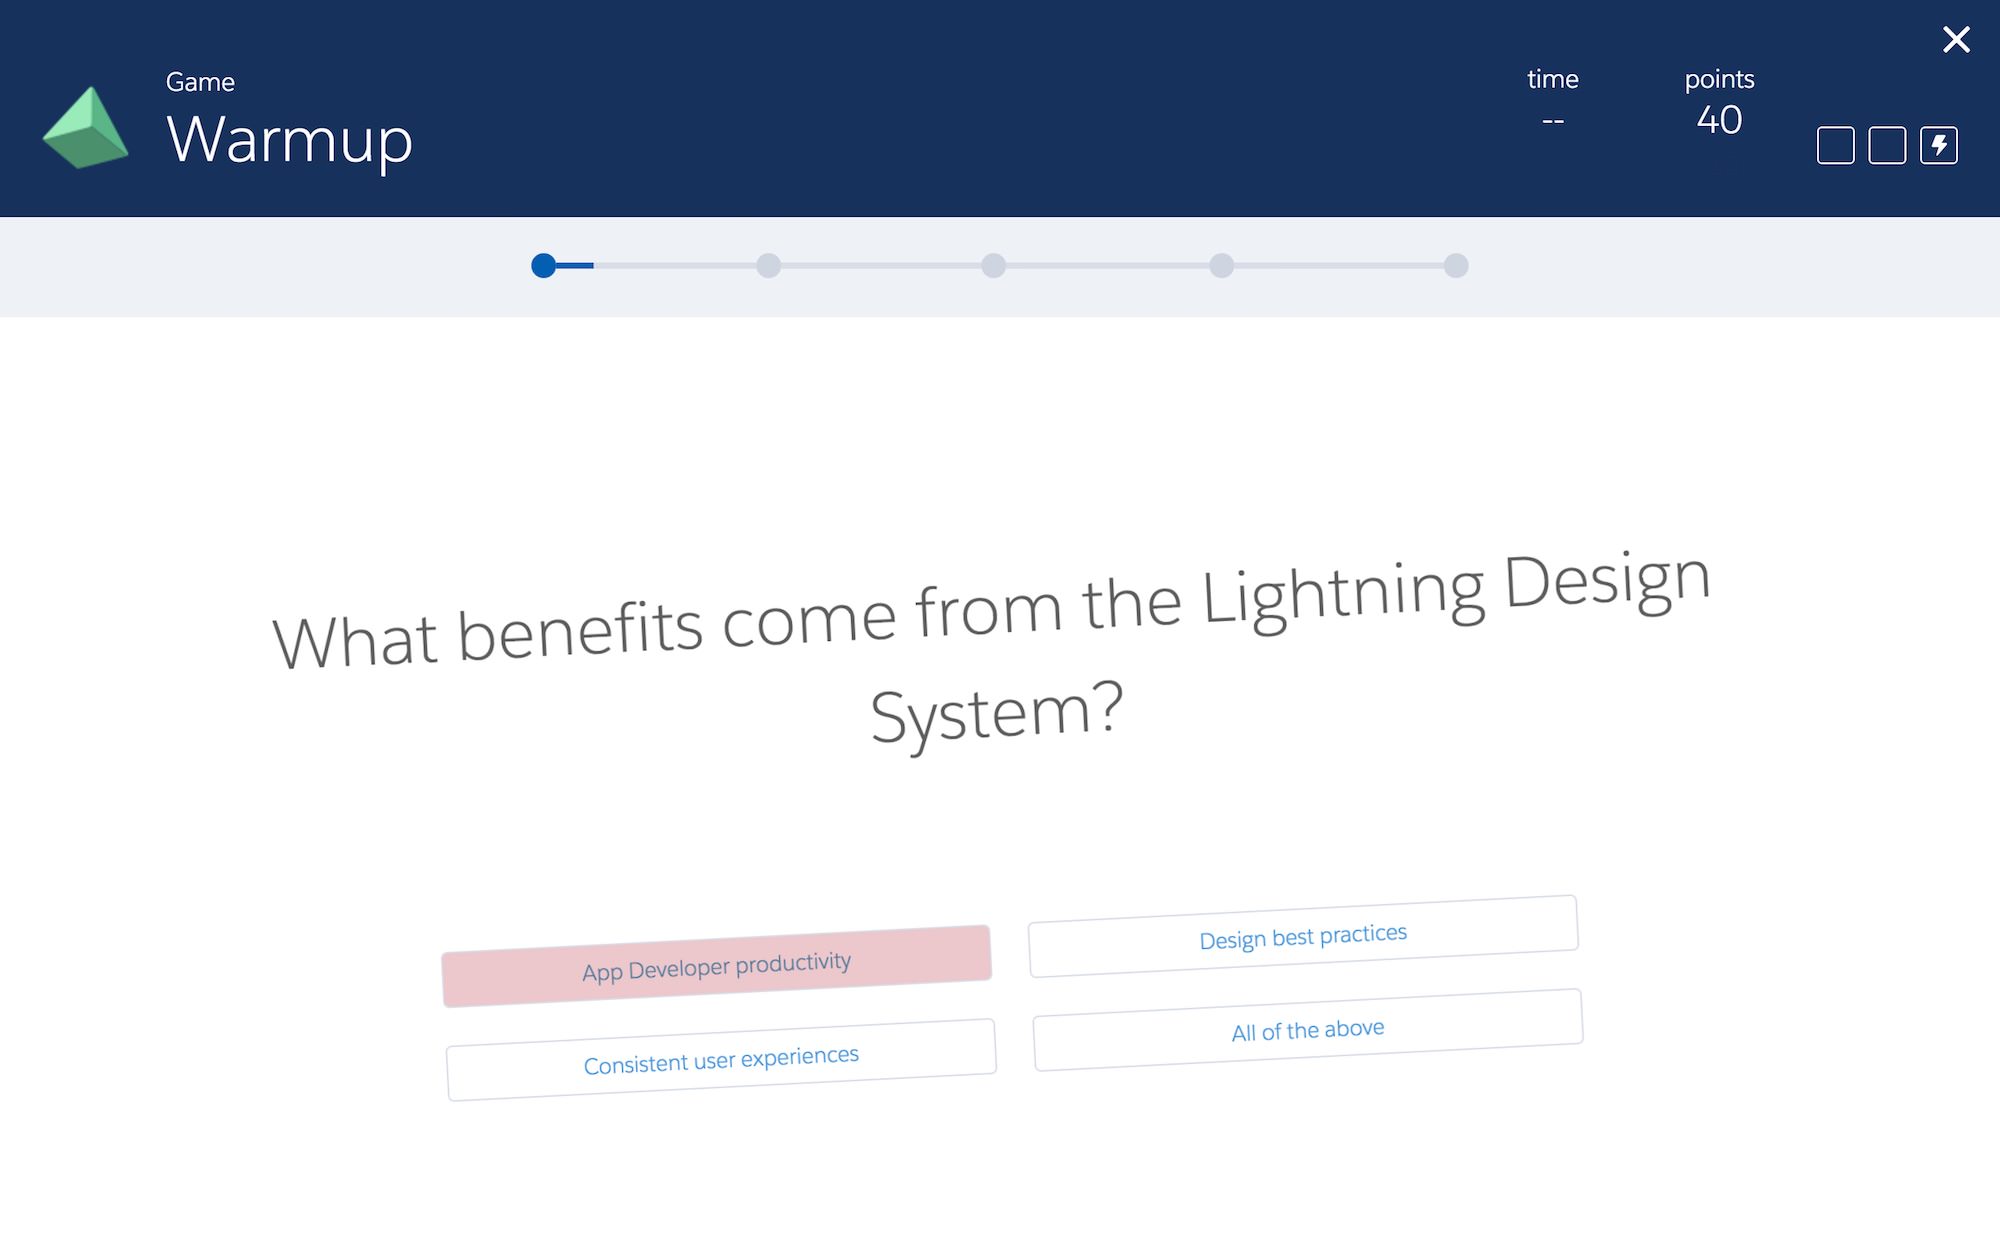 Game
Warmup
time
--
points
40
What benefits come from the Lightning Design
System?
App Developer productivity
Design best practices
Consistent user experiences
All of the above